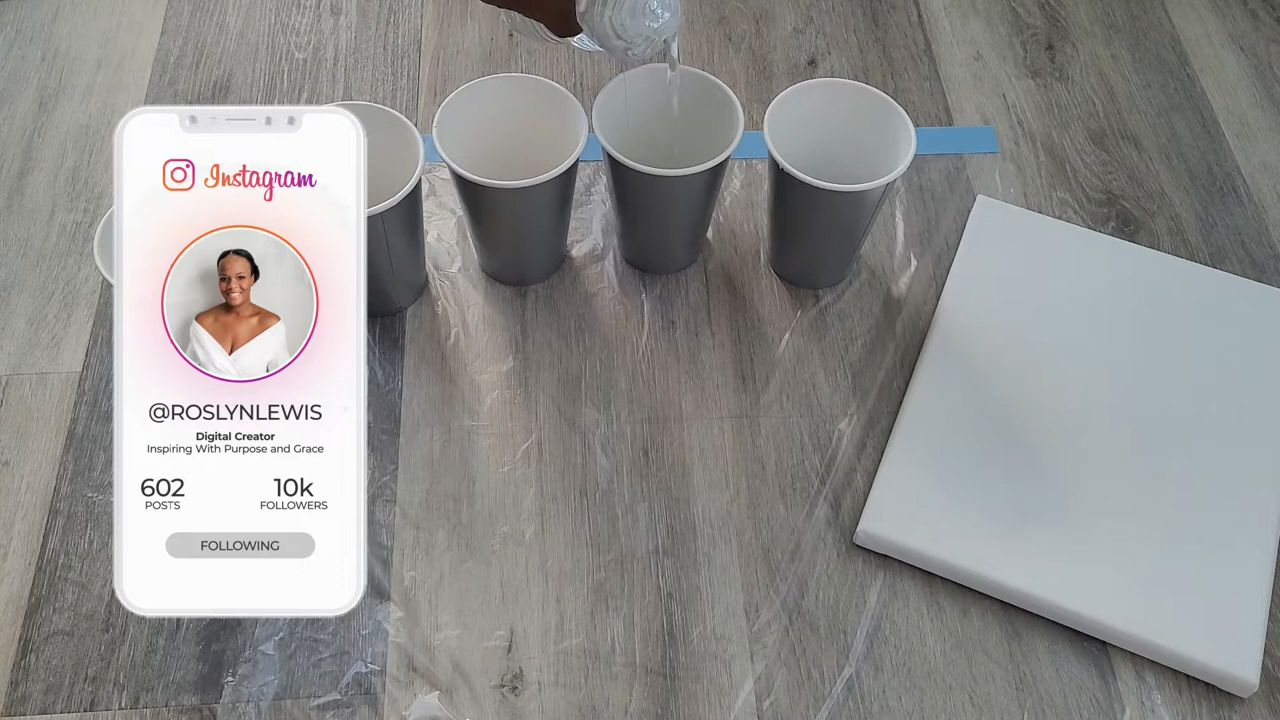 Instagram
@ROSLYNLEWIS
Digital Creator
Inspiring With Purpose and Grace
602
POSTS
10k
FOLLOWERS
FOLLOWING